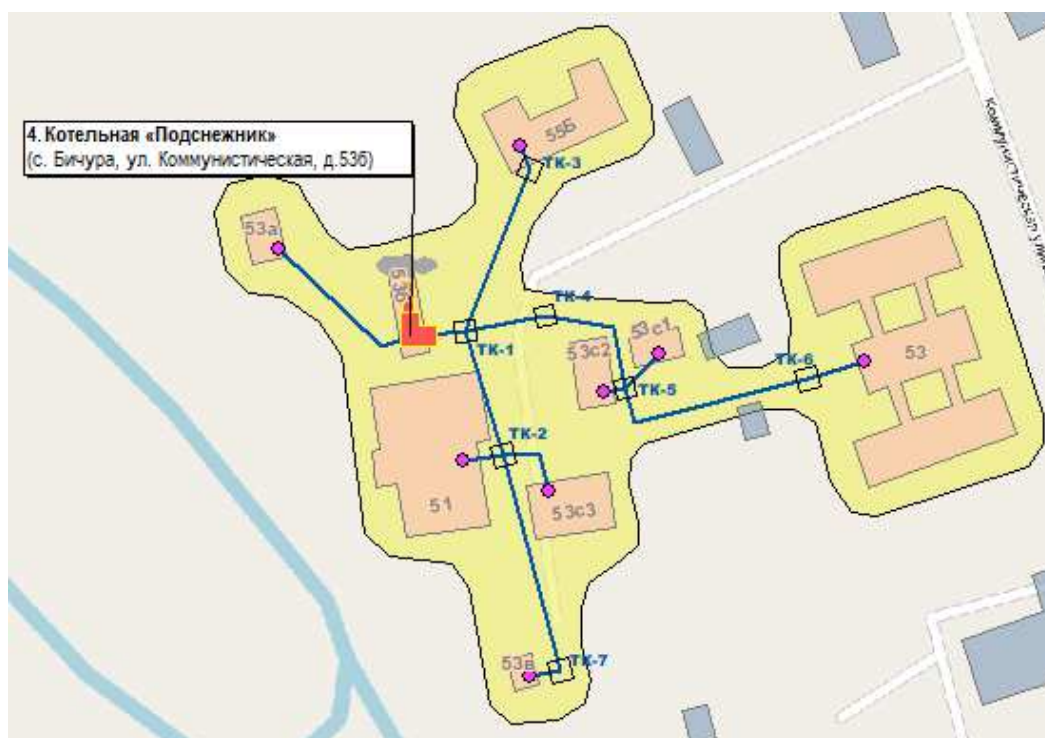 Коммунистическая улица
55Б
4. Котельная «Подснежник»
(с. Бичура, ул. Коммунистическая, д.53б)
ТК-3
53а
53б
ТК-4
ТК-1
53с1
53с2
53
ТК-6
ТК-5
ТК-2
51
53с3
53в
ТК-7